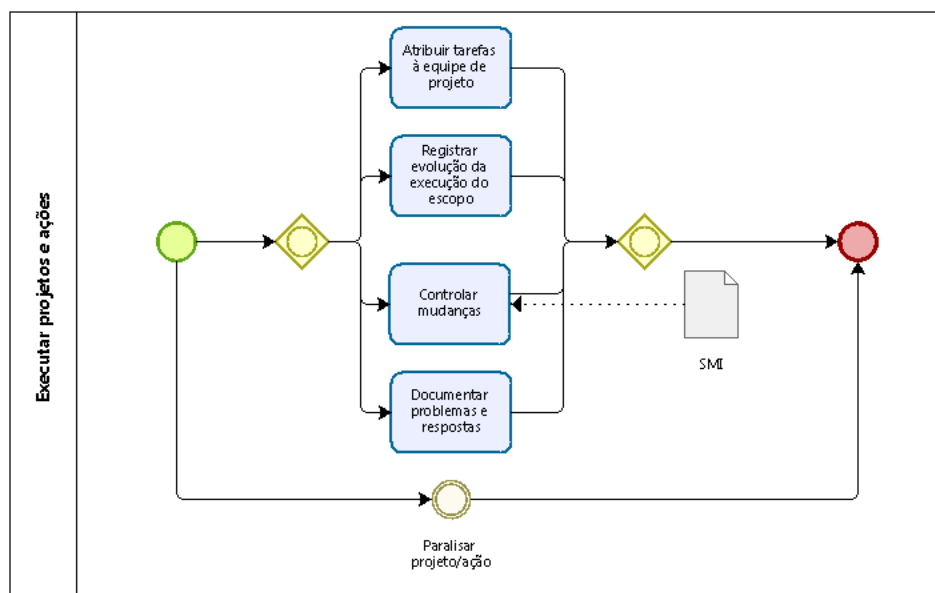 Executar projetos e ações
Atribuir tarefas
à equipe de
projeto
Registrar
evolução da
execução do
escopo
Controlar
mudanças
SMI
Documentar
problemas e
respostas
Paralisar
projeto/ação